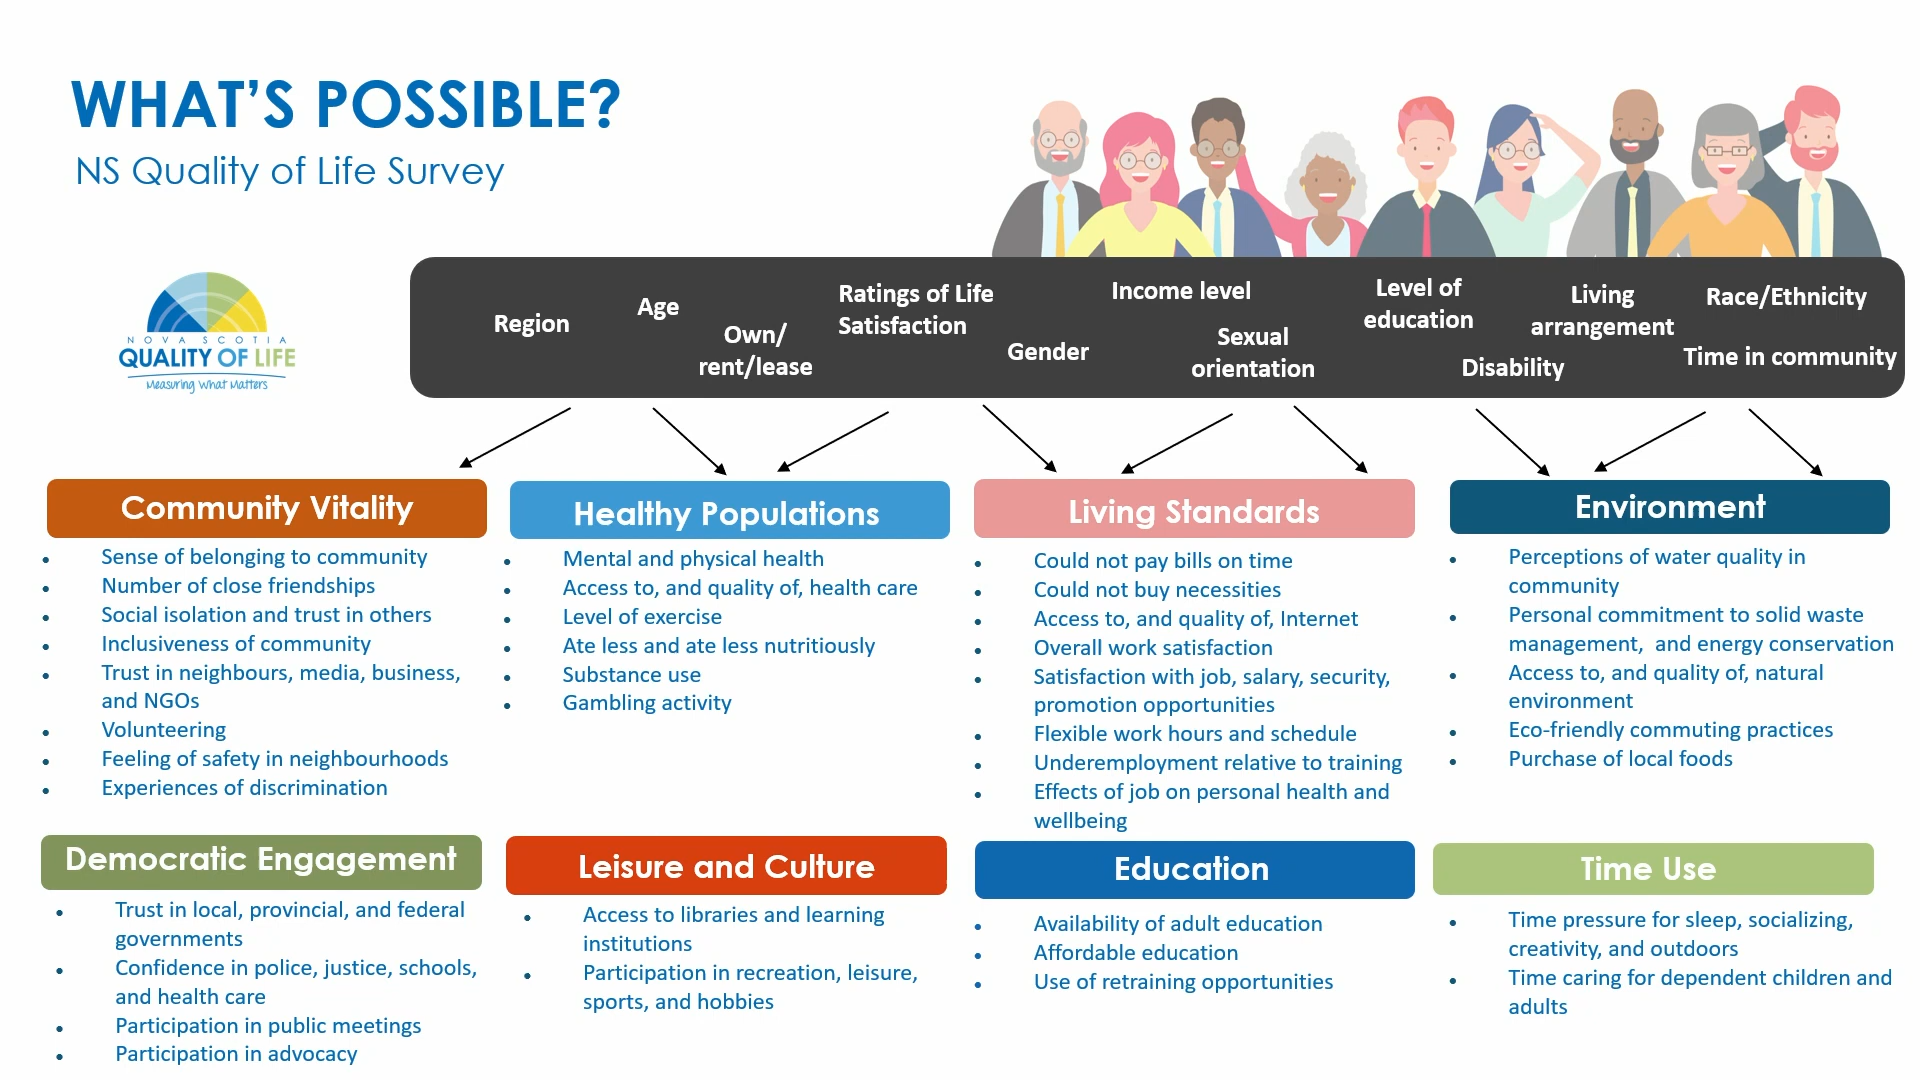 WHAT'S POSSIBLE?
NS Quality of Life Survey
NOVA SCOTIA
QUALITY OF LIFE
Measuring What Matters
Region
Age
Own/
rent/lease
Ratings of Life
Satisfaction
Gender
Income level
Sexual
orientation
Level of
education
Disability
Living
arrangement
Race/Ethnicity
Time in community
Community Vitality
• Sense of belonging to community
• Number of close friendships
• Social isolation and trust in others
• Inclusiveness of community
• Trust in neighbours, media, business,
and NGOs
• Volunteering
• Feeling of safety in neighbourhoods
• Experiences of discrimination
Healthy Populations
• Mental and physical health
• Access to, and quality of, health care
• Level of exercise
• Ate less and ate less nutritiously
• Substance use
• Gambling activity
Living Standards
• Could not pay bills on time
• Could not buy necessities
• Access to, and quality of, Internet
• Overall work satisfaction
• Satisfaction with job, salary, security,
promotion opportunities
• Flexible work hours and schedule
• Underemployment relative to training
• Effects of job on personal health and
wellbeing
Environment
• Perceptions of water quality in
community
• Personal commitment to solid waste
management,  and energy conservation
• Access to, and quality of, natural
environment
• Eco-friendly commuting practices
• Purchase of local foods
Democratic Engagement
• Trust in local, provincial, and federal
governments
• Confidence in police, justice, schools,
and health care
• Participation in public meetings
• Participation in advocacy
Leisure and Culture
• Access to libraries and learning
institutions
• Participation in recreation, leisure,
sports, and hobbies
Education
• Availability of adult education
• Affordable education
• Use of retraining opportunities
Time Use
• Time pressure for sleep, socializing,
creativity, and outdoors
• Time caring for dependent children and
adults